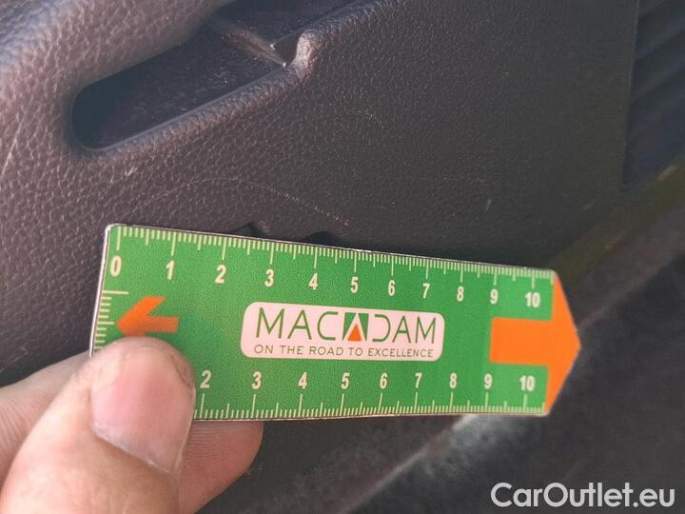 0 1 2 3 4 5 6 7 8 9 10
MACADAM
ON THE ROAD TO EXCELLENCE
2 3 4 5 6 7 8 9 10
CarOutlet.eu